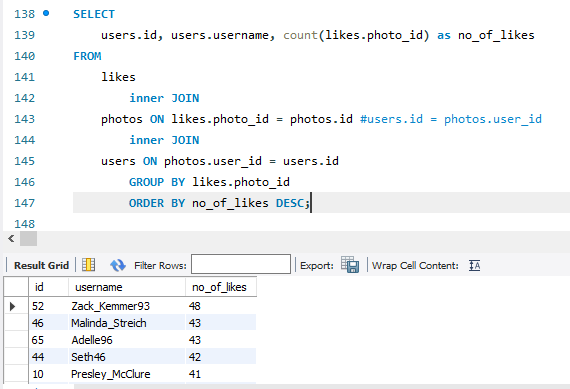 138 SELECT
139 users.id, users.username, count(likes.photo_id) as no_of_likes
140 FROM
141 likes
142 inner JOIN
143 photos ON likes.photo_id = photos.id #users.id = photos.user_id
144 inner JOIN
145 users ON photos.user_id = users.id
146 GROUP BY likes.photo_id
147 ORDER BY no_of_likes DESC;
148
Result Grid Filter Rows: Export: Wrap Cell Content: IA
id username no_of_likes
52 Zack_Kemmer93 48
46 Malinda_Streich 43
65 Adelle96 43
44 Seth46 42
10 Presley_McClure 41